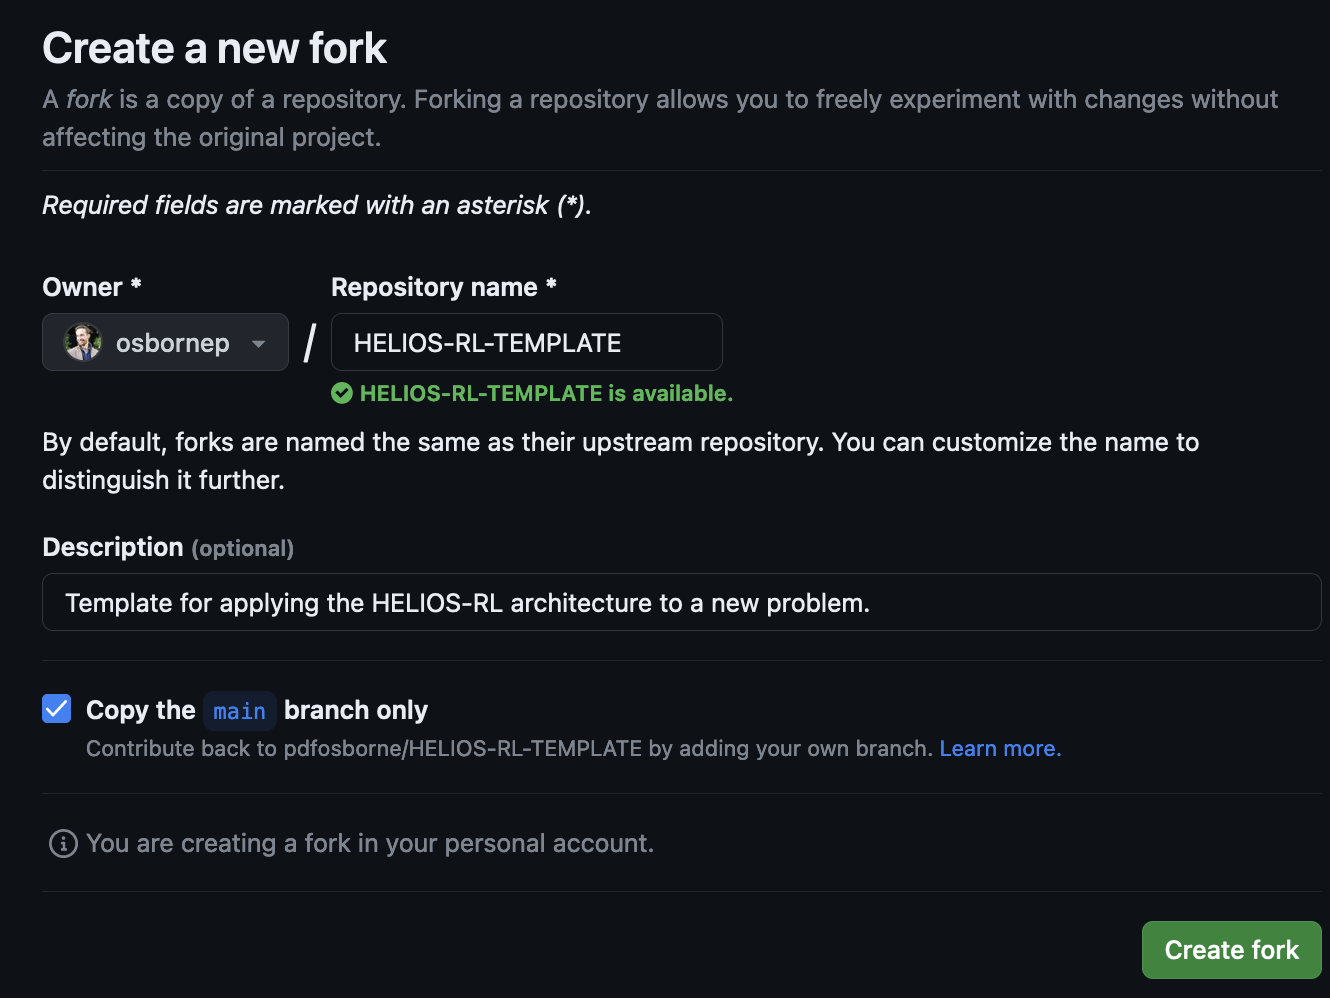 Create a new fork
A fork is a copy of a repository. Forking a repository allows you to freely experiment with changes without
affecting the original project.
Required fields are marked with an asterisk (*).
Owner *
Repository name *
osbornep
/
HELIOS-RL-TEMPLATE
HELIOS-RL-TEMPLATE is available.
By default, forks are named the same as their upstream repository. You can customize the name to
distinguish it further.
Description (optional)
Template for applying the HELIOS-RL architecture to a new problem.
Copy the main branch only
Contribute back to pdfosborne/HELIOS-RL-TEMPLATE by adding your own branch. Learn more.
You are creating a fork in your personal account.
Create fork